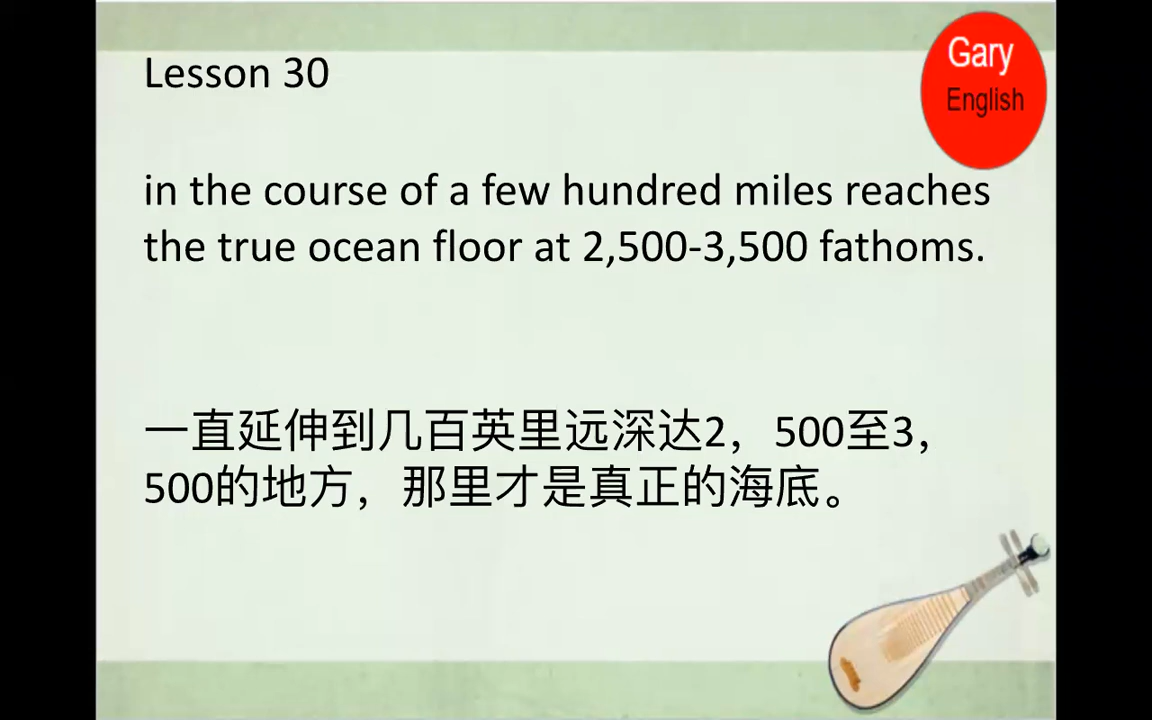 Lesson 30
Gary
English
in the course of a few hundred miles reaches
the true ocean floor at 2,500-3,500 fathoms.
一直延伸到几百英里远深达2，500至3，
500的地方，那里才是真正的海底。